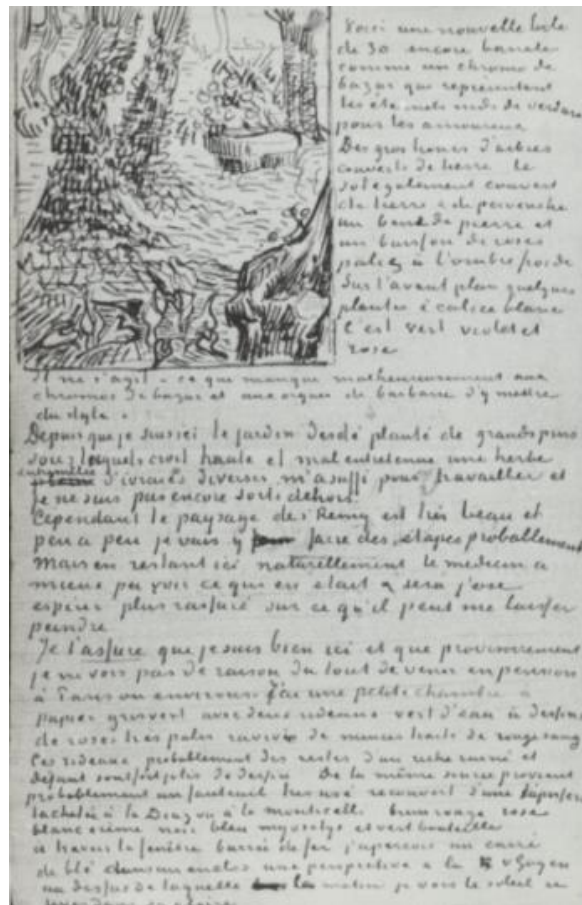 Voici une nouvelle toile
de 30 encore banale
comme un chromo de
bazar qui représente
les éternels nids de verdure
pour les amoureux
Des gros troncs d'arbres
couverts de lierre le
sol également couvert
de lierre & de pervenche
un banc de pierre et
un buisson de roses
pales à l'ombre froide
Sur l'avant plan quelques
plantes à calice blanc
c'est vert violet et
rose
Il ne s'agit – ce qui manque malheureusement aux
chromos de bazar et aux orgues de barbarie d'y mettre
du style.
Depuis que je suis ici le jardin désolé planté de grands pins
sous lesquels croit haute et mal entretenue une herbe
entremêlée d'ivraies diverses m'a suffi pour travailler et
je ne suis pas encore sorti dehors.
Cependant le paysage de St Remy est très beau et
peu a peu je vais y faire des étapes probablement
Mais en restant ici naturellement le medecin a
mieux pu voir ce qui en était & sera j'ose
espérer plus rassuré sur ce qu'il peut me laisser
peindre
Je t'assure que je suis bien ici et que provisoirement
je ne vois pas de raison du tout de venir en pension
à Paris ou environs. J'ai une petite chambre à
papier gris vert avec deux rideaux vert d'eau à dessins
de roses très pales ravivés de minces traits de rouge sang
Ces rideaux probablement des restes d'un riche ruiné et
défunt sont fort jolis de dessin. De la même source provient
probablement un fauteuil très usé recouvert d'une tapisserie
tachetée à la Diaz ou à la monticelli brun rouge rose
blanc crème noir bleu myosotys et vert bouteille
à travers la fenêtre barrée de fer j'aperçois un carré
de blé dans un enclos une perspective à la v Goyen
au dessus de laquelle le matin je vois le soleil se